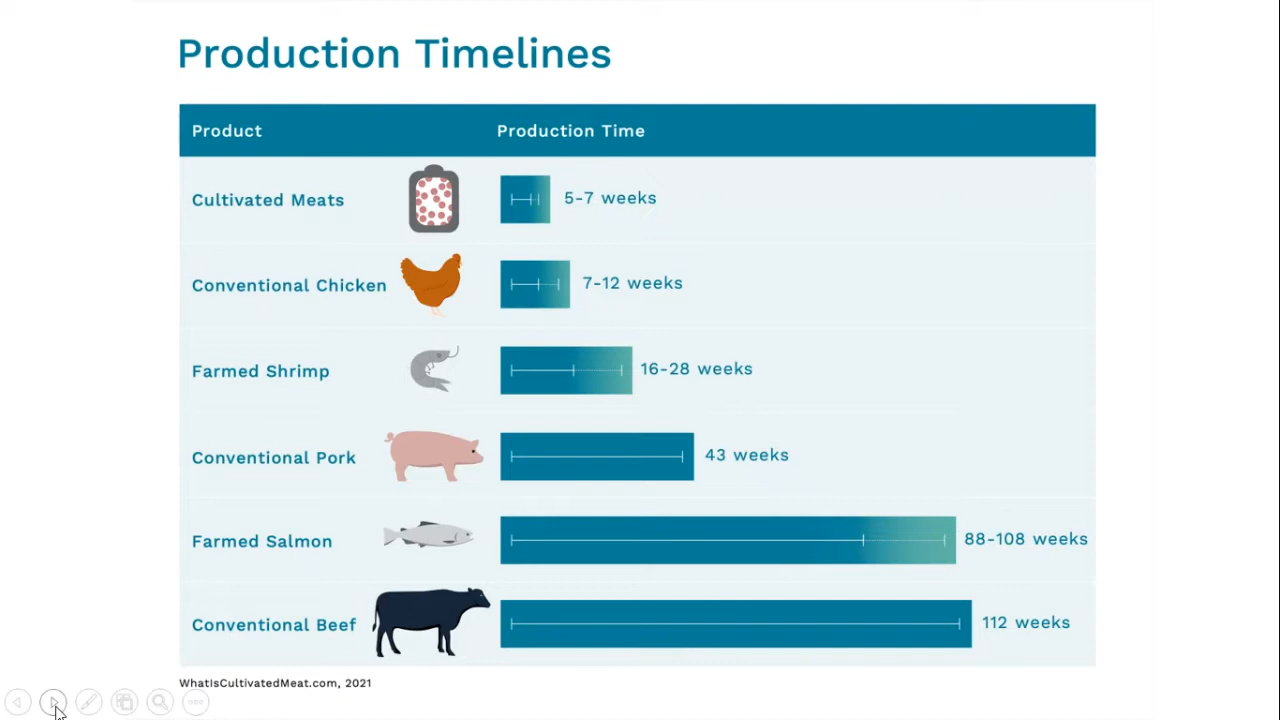 Production Timelines
Product Production Time
Cultivated Meats 5-7 weeks
Conventional Chicken 7-12 weeks
Farmed Shrimp 16-28 weeks
Conventional Pork 43 weeks
Farmed Salmon 88-108 weeks
Conventional Beef 112 weeks
WhatIsCultivatedMeat.com, 2021